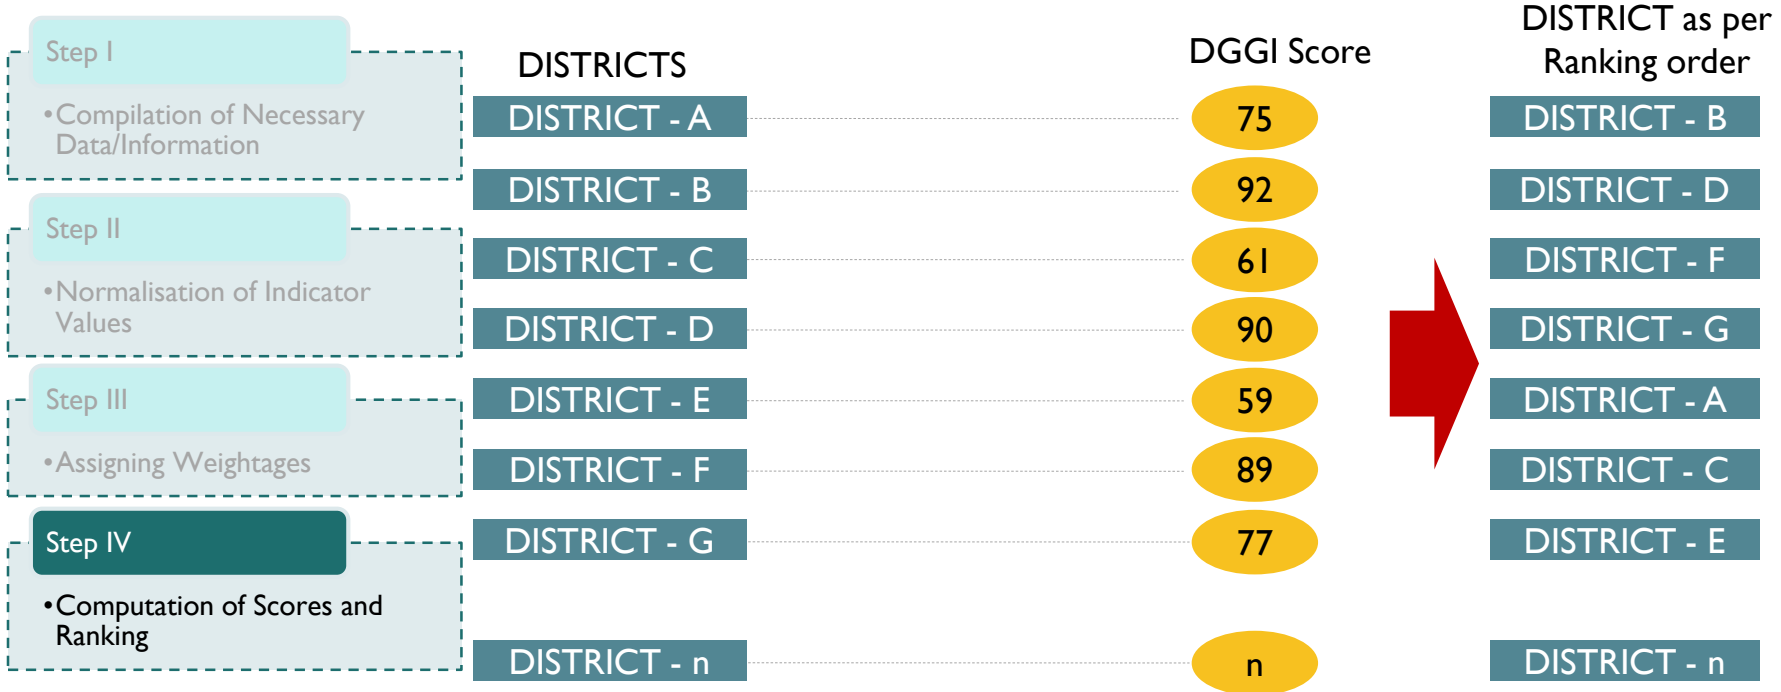 Step I
•Compilation of Necessary
Data/Information
Step II
•Normalisation of Indicator
Values
Step III
•Assigning Weightages
Step IV
•Computation of Scores and
Ranking
DISTRICTS
DISTRICT - A
DISTRICT - B
DISTRICT - C
DISTRICT - D
DISTRICT - E
DISTRICT - F
DISTRICT - G
DISTRICT - n
DGGI Score
75
92
61
90
59
89
77
n
DISTRICT as per
Ranking order
DISTRICT - B
DISTRICT - D
DISTRICT - F
DISTRICT - G
DISTRICT - A
DISTRICT - C
DISTRICT - E
DISTRICT - n